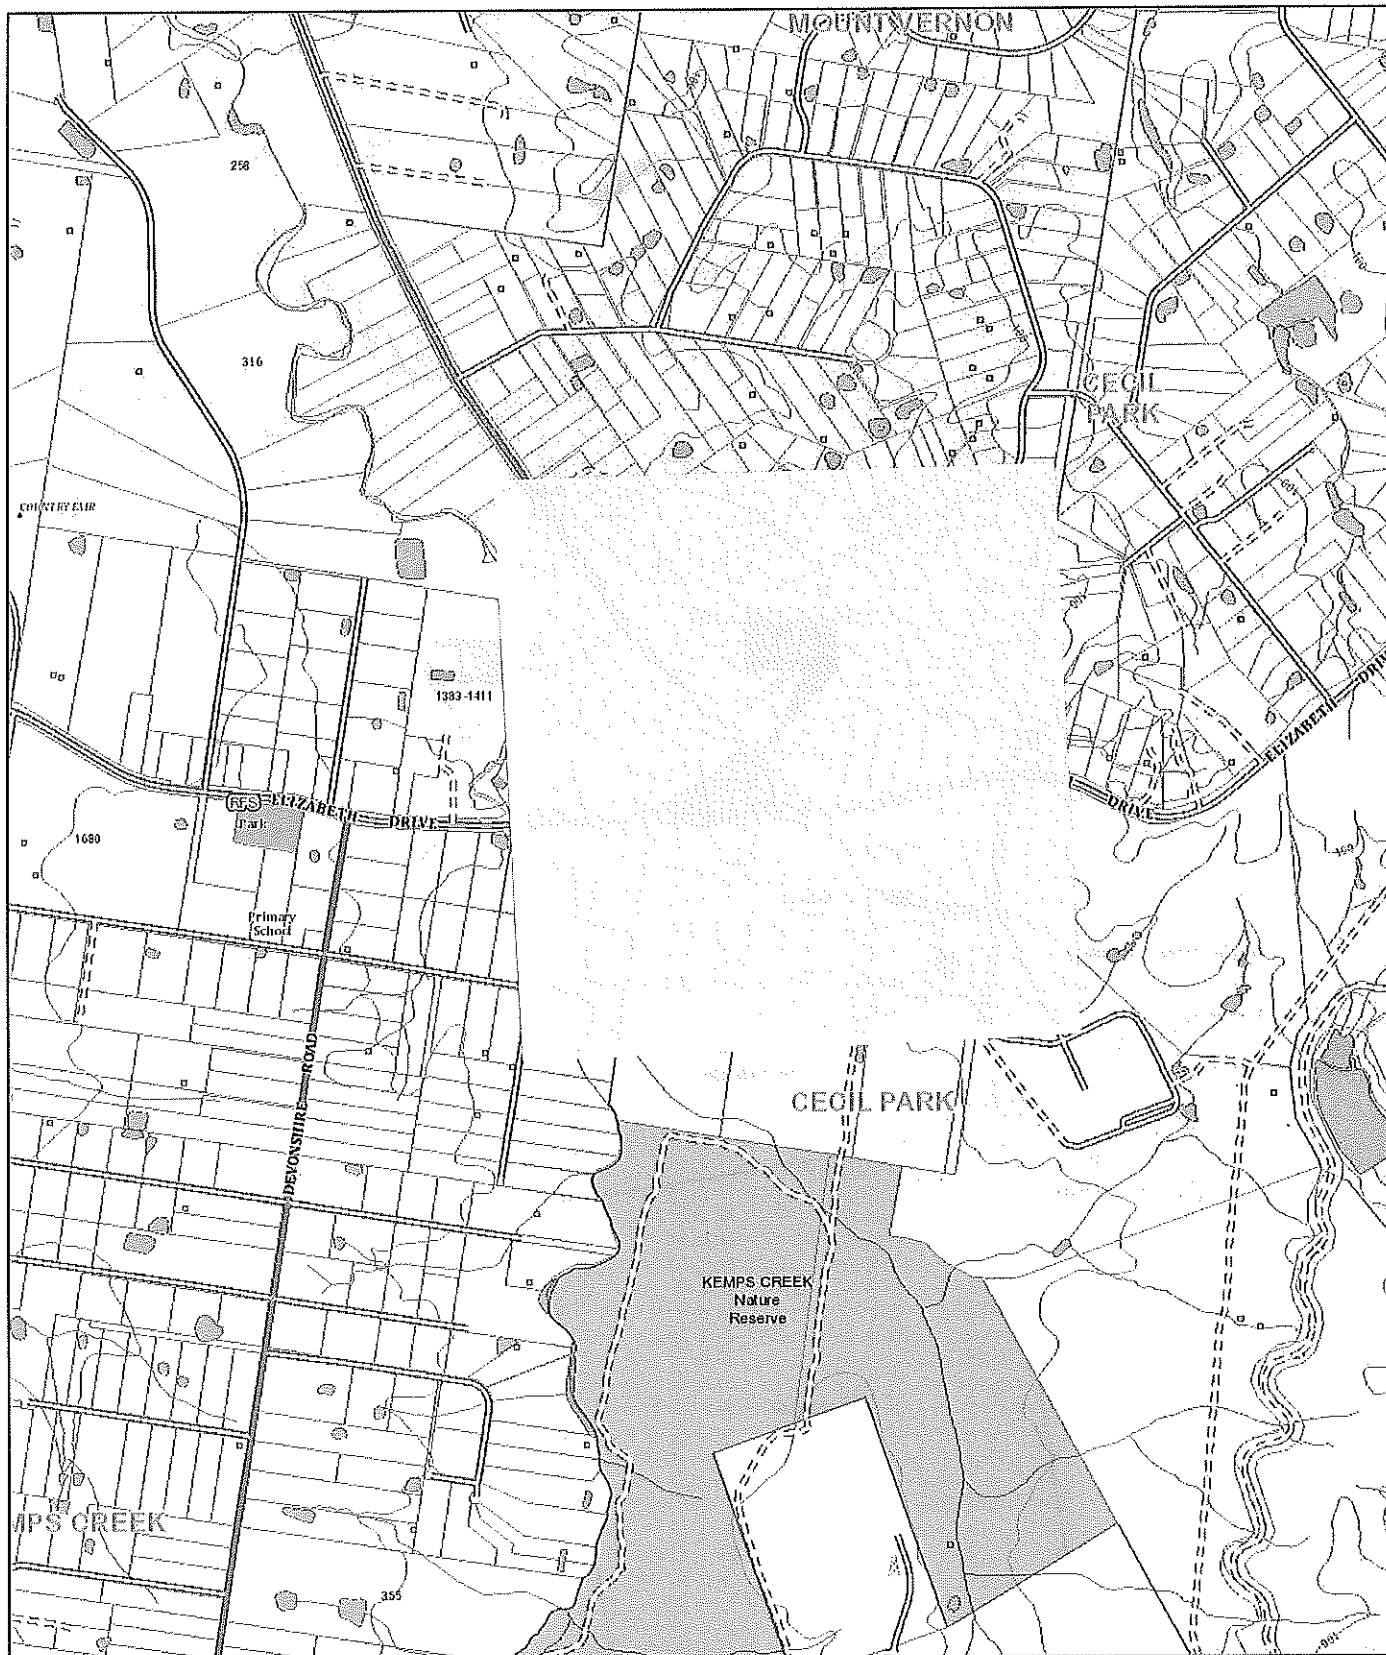 MOUNT VERNON
258
316
CECIL
PARK
COUNTRY FAIR
1383-1411
DRIVE
ELIZABETH
RFS
ELIZABETH
DRIVE
DRIVE
Park
1680
Primary
School
DEVONSHIRE
ROAD
CECIL PARK
KEMPS CREEK
Nature
Reserve
MPS CREEK
355